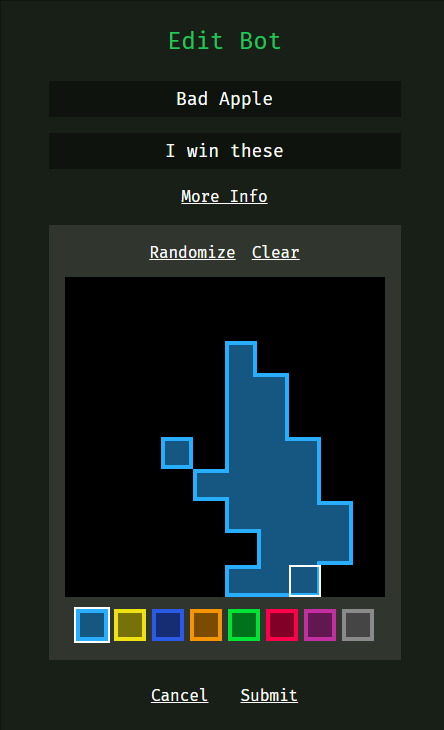 Edit Bot
Bad Apple
I win these
More Info
Randomize Clear
Cancel Submit